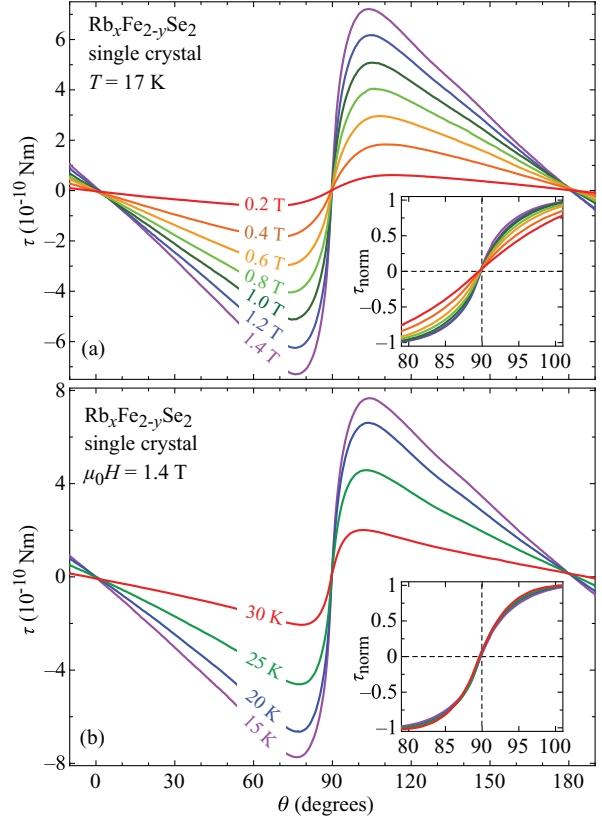 6
4
2
0
−2
−4
−6
τ (10⁻¹⁰ Nm)
RbₓFe₂₋ᵧSe₂
single crystal
T = 17 K
0.2 T
0.4 T
0.6 T
0.8 T
1.0 T
1.2 T
1.4 T
(a)
1
0.5
0
−0.5
−1
τnorm
80 85 90 95 100
8
4
0
−4
−8
τ (10⁻¹⁰ Nm)
RbₓFe₂₋ᵧSe₂
single crystal
μ₀H = 1.4 T
30 K
25 K
20 K
15 K
(b)
1
0.5
0
−0.5
−1
τnorm
80 85 90 95 100
0 30 60 90 120 150 180
θ (degrees)